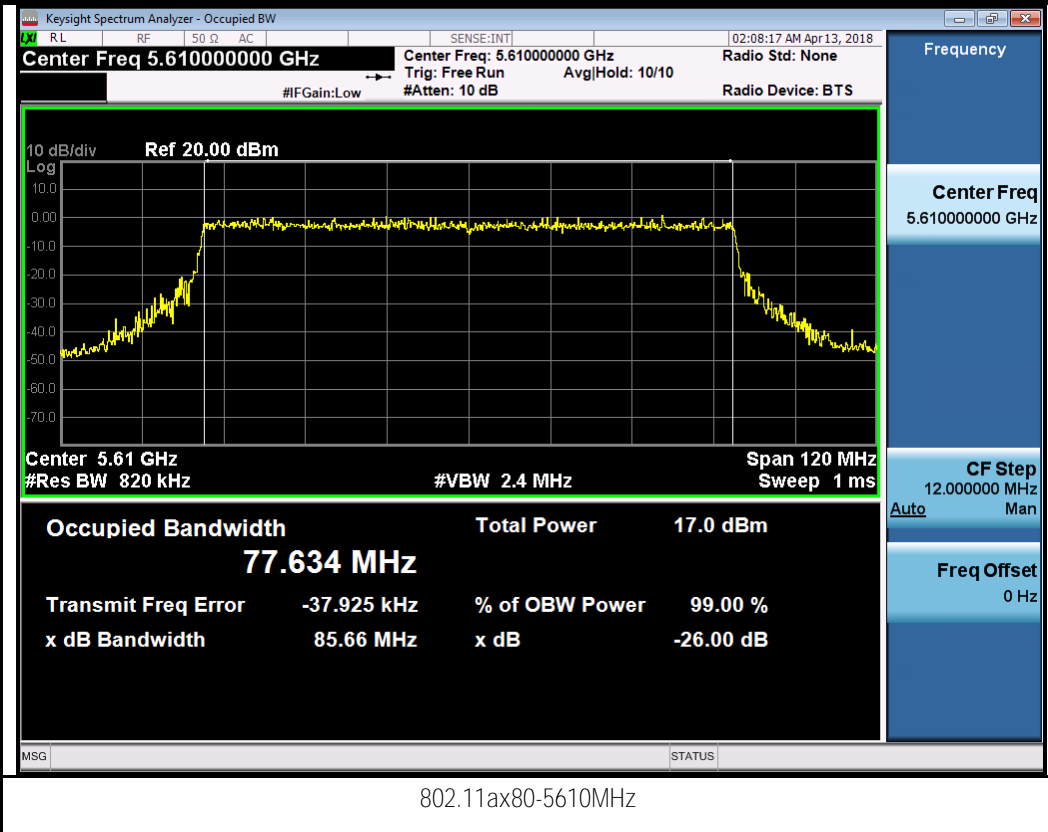 Keysight Spectrum Analyzer - Occupied BW
LXI RL RF 50 Ω AC SENSE:INT 02:08:17 AM Apr 13, 2018
Center Freq 5.610000000 GHz
Center Freq: 5.610000000 GHz Radio Std: None
Trig: Free Run Avg|Hold: 10/10
#IFGain:Low #Atten: 10 dB Radio Device: BTS
10 dB/div Ref 20.00 dBm
Log
10.0
0.00
-10.0
-20.0
-30.0
-40.0
-50.0
-60.0
-70.0
Center 5.61 GHz Span 120 MHz
#Res BW 820 kHz #VBW 2.4 MHz Sweep 1 ms
Occupied Bandwidth Total Power 17.0 dBm
77.634 MHz
Transmit Freq Error -37.925 kHz % of OBW Power 99.00 %
x dB Bandwidth 85.66 MHz x dB -26.00 dB
MSG STATUS
Frequency
Center Freq
5.610000000 GHz
CF Step
12.000000 MHz
Auto Man
Freq Offset
0 Hz
802.11ax80-5610MHz